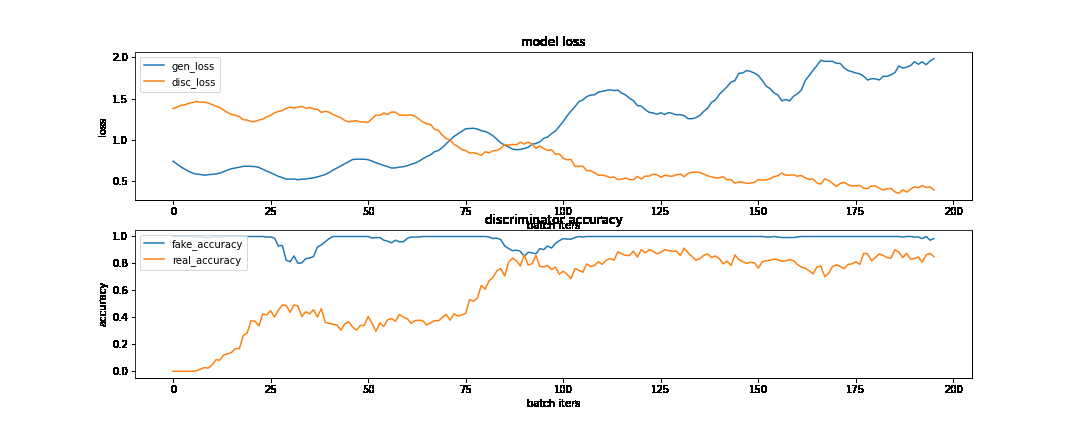 model loss
2.0
1.5
1.0
0.5
loss
gen_loss
disc_loss
0 25 50 75 100 125 150 175 200
batch iters
discriminator accuracy
1.0
0.8
0.6
0.4
0.2
0.0
accuracy
fake_accuracy
real_accuracy
0 25 50 75 100 125 150 175 200
batch iters